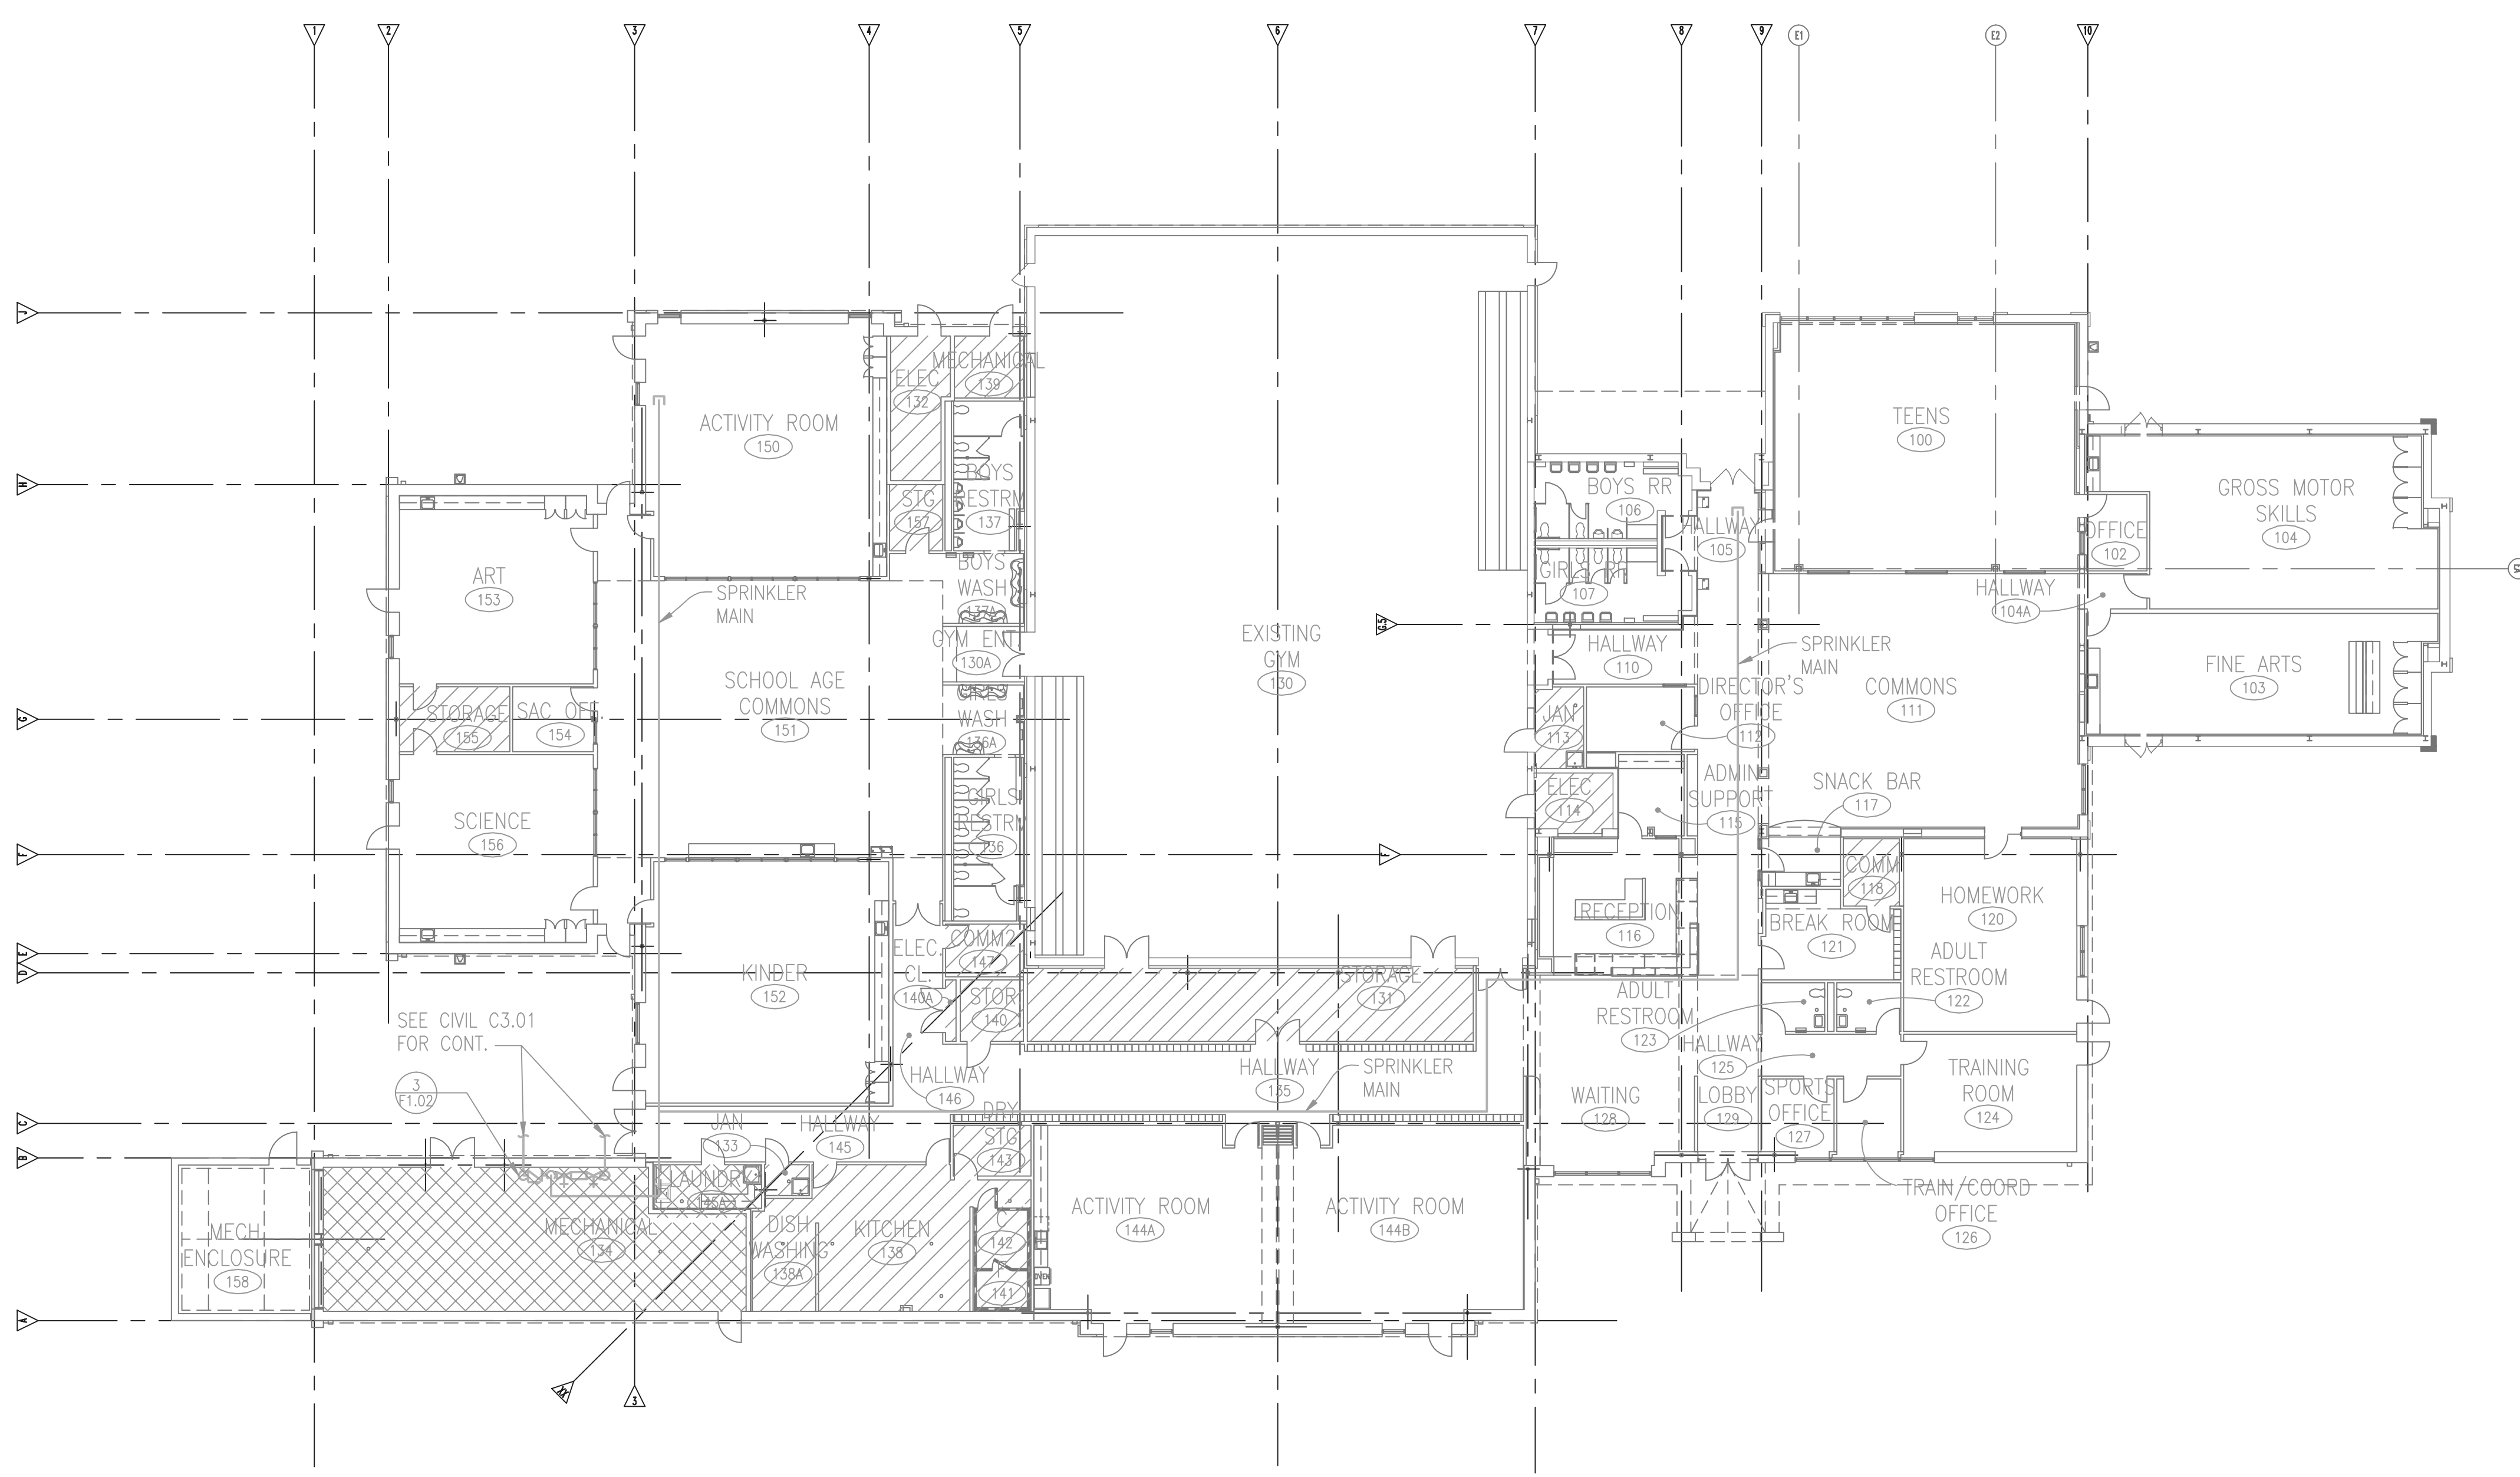 1
2
3
4
5
6
7
8
9
E1
E2
10
J
H
G
F
E
D
C
B
A
G.5
F
XX
3
ACTIVITY ROOM
150
ELEC
132
MECHANICAL
139
STG
157
BOYS
RESTRM
137
BOYS
WASH
137A
GYM ENT.
130A
GIRLS
WASH
136A
GIRLS
RESTRM
136
ART
153
STORAGE
155
SAC OFF.
154
SCIENCE
156
SPRINKLER
MAIN
SCHOOL AGE
COMMONS
151
KINDER
152
EXISTING
GYM
130
BOYS RR
106
GIRLS RR
107
HALLWAY
105
HALLWAY
110
JAN
113
DIRECTOR'S
OFFICE
112
ELEC
114
ADMIN
SUPPORT
115
RECEPTION
116
TEENS
100
OFFICE
102
GROSS MOTOR
SKILLS
104
HALLWAY
104A
FINE ARTS
103
SPRINKLER
MAIN
COMMONS
111
SNACK BAR
117
COMM
118
HOMEWORK
120
BREAK ROOM
121
ADULT
RESTROOM
122
ADULT
RESTROOM
123
HALLWAY
125
TRAINING
ROOM
124
WAITING
128
LOBBY
129
SPORTS
OFFICE
127
TRAIN/COORD
OFFICE
126
ELEC.
CL.
140A
COMM2
147
STOR
140
STORAGE
131
HALLWAY
146
HALLWAY
135
SPRINKLER
MAIN
SEE CIVIL C3.01
FOR CONT.
3
F1.02
JAN
133
HALLWAY
145
DRY
STG
143
LAUNDRY
145A
MECH
ENCLOSURE
158
MECHANICAL
134
DISH
WASHING
138A
KITCHEN
138
142
141
OVEN
ACTIVITY ROOM
144A
ACTIVITY ROOM
144B